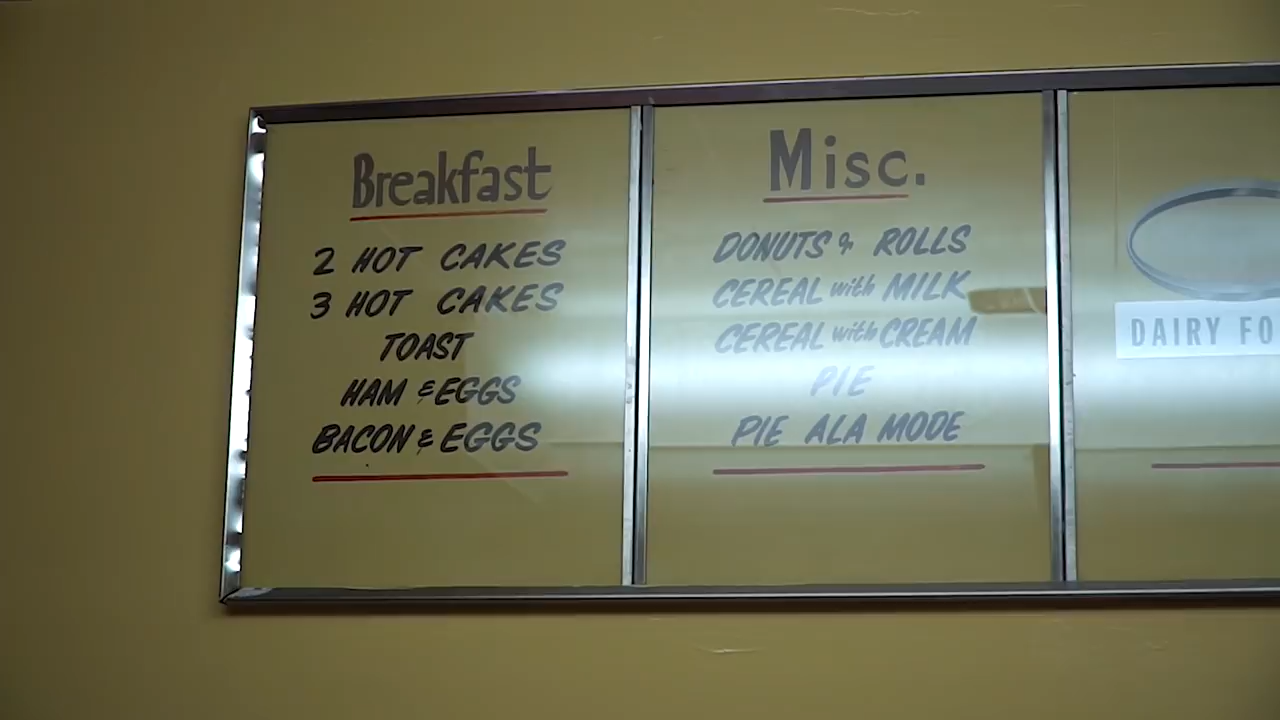 Breakfast
2 HOT CAKES
3 HOT CAKES
TOAST
HAM & EGGS
BACON & EGGS
Misc.
DONUTS & ROLLS
CEREAL with MILK
CEREAL with CREAM
PIE
PIE ALA MODE
DAIRY FO